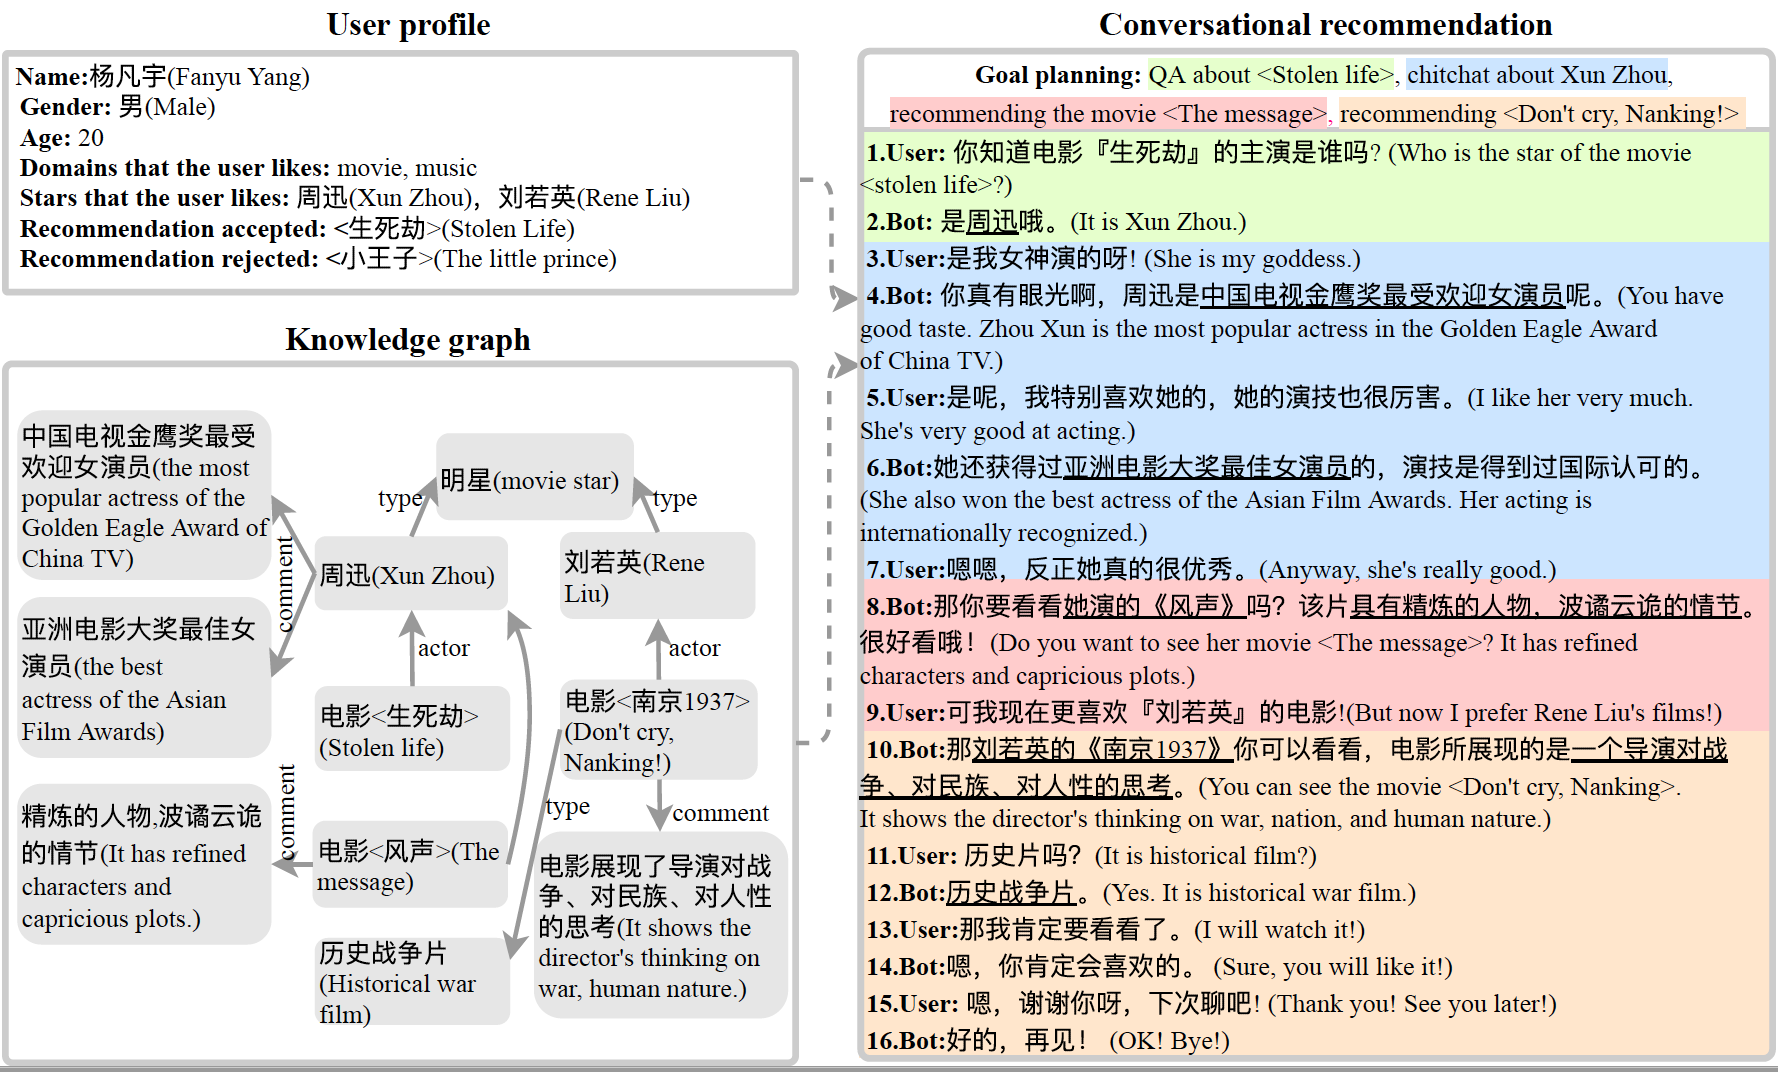 User profile
Name:杨凡宇(Fanyu Yang)
Gender: 男(Male)
Age: 20
Domains that the user likes: movie, music
Stars that the user likes: 周迅(Xun Zhou), 刘若英(Rene Liu)
Recommendation accepted: <生死劫>(Stolen Life)
Recommendation rejected: <小王子>(The little prince)
Knowledge graph
中国电视金鹰奖最受
欢迎女演员(the most
popular actress of the
Golden Eagle Award of
China TV)
亚洲电影大奖最佳女
演员(the best
actress of the Asian
Film Awards)
精炼的人物,波谲云诡
的情节(It has refined
characters and
capricious plots.)
comment
comment
明星(movie star)
type
type
周迅(Xun Zhou)
刘若英(Rene
Liu)
actor
actor
电影<生死劫>
(Stolen life)
电影<南京1937>
(Don't cry,
Nanking!)
type
comment
电影<风声>(The
message)
历史战争片
(Historical war
film)
电影展现了导演对战
争、对民族、对人性
的思考(It shows the
director's thinking on
war, human nature.)
Conversational recommendation
Goal planning: QA about <Stolen life>, chitchat about Xun Zhou,
recommending the movie <The message>, recommending <Don't cry, Nanking!>
1.User: 你知道电影『生死劫』的主演是谁吗? (Who is the star of the movie
<stolen life>?)
2.Bot: 是周迅哦。(It is Xun Zhou.)
3.User:是我女神演的呀! (She is my goddess.)
4.Bot: 你真有眼光啊，周迅是中国电视金鹰奖最受欢迎女演员呢。(You have
good taste. Zhou Xun is the most popular actress in the Golden Eagle Award
of China TV.)
5.User:是呢，我特别喜欢她的，她的演技也很厉害。(I like her very much.
She's very good at acting.)
6.Bot:她还获得过亚洲电影大奖最佳女演员的，演技是得到过国际认可的。
(She also won the best actress of the Asian Film Awards. Her acting is
internationally recognized.)
7.User:嗯嗯，反正她真的很优秀。(Anyway, she's really good.)
8.Bot:那你要看看她演的《风声》吗？该片具有精炼的人物，波谲云诡的情节。
很好看哦！(Do you want to see her movie <The message>? It has refined
characters and capricious plots.)
9.User:可我现在更喜欢『刘若英』的电影!(But now I prefer Rene Liu's films!)
10.Bot:那刘若英的《南京1937》你可以看看，电影所展现的是一个导演对战
争、对民族、对人性的思考。(You can see the movie <Don't cry, Nanking>.
It shows the director's thinking on war, nation, and human nature.)
11.User: 历史片吗？(It is historical film?)
12.Bot:历史战争片。(Yes. It is historical war film.)
13.User:那我肯定要看看了。(I will watch it!)
14.Bot:嗯，你肯定会喜欢的。 (Sure, you will like it!)
15.User: 嗯，谢谢你呀，下次聊吧! (Thank you! See you later!)
16.Bot:好的，再见！ (OK! Bye!)